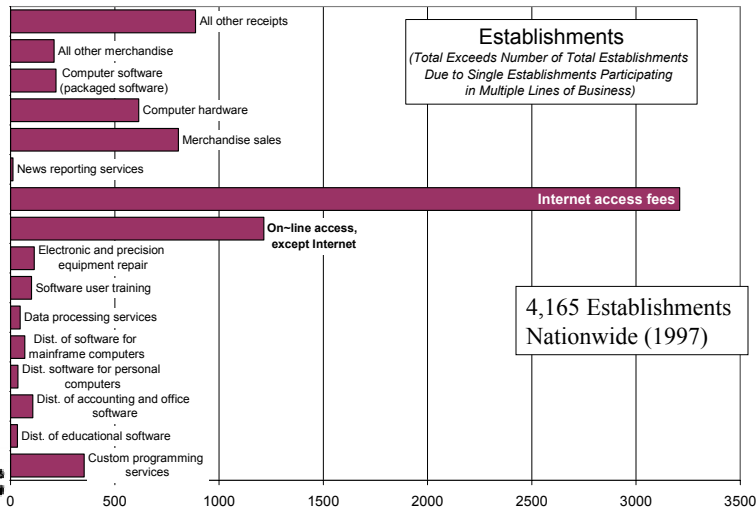 All other receipts
Establishments
(Total Exceeds Number of Total Establishments
Due to Single Establishments Participating
in Multiple Lines of Business)
All other merchandise
Computer software
(packaged software)
Computer hardware
Merchandise sales
News reporting services
Internet access fees
On~line access,
except Internet
Electronic and precision
equipment repair
Software user training
4,165 Establishments
Nationwide (1997)
Data processing services
Dist. of software for
mainframe computers
Dist. software for personal
computers
Dist. of accounting and office
software
Dist. of educational software
Custom programming
services
0 500 1000 1500 2000 2500 3000 3500